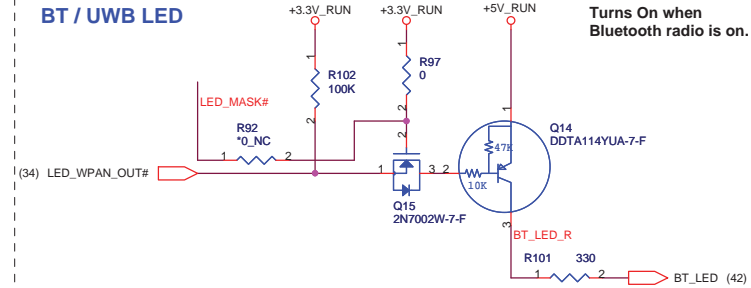 BT / UWB LED
+3.3V_RUN
+3.3V_RUN
+5V_RUN
Turns On when
Bluetooth radio is on.
1
R102
100K
2
1
R97
0
2
LED_MASK#
R92
*0_NC
1 2
(34) LED_WPAN_OUT#
1
2
3 2
Q15
2N7002W-7-F
1
Q14
DDTA114YUA-7-F
47K
10K
3
BT_LED_R
R101 330
1 2
BT_LED (42)